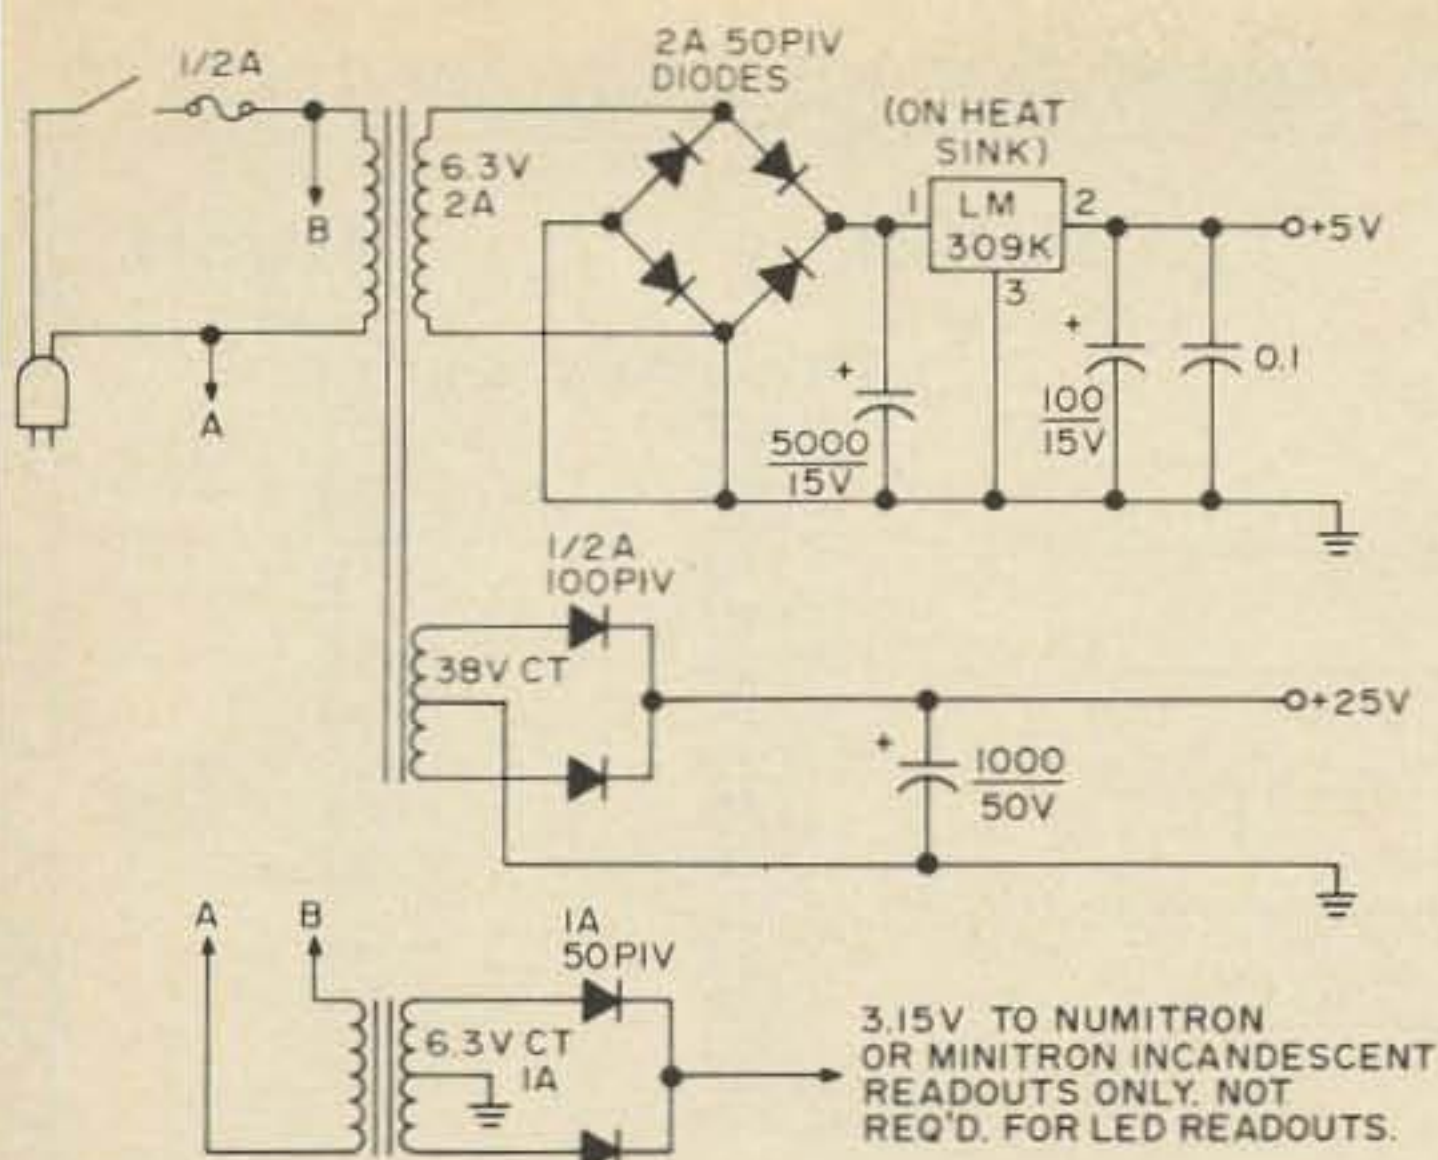 1/2A
2A 50PIV
DIODES
(ON HEAT
SINK)
6.3V
2A
B
A
1
LM
309K
2
3
+5V
+
5000
15V
+
100
15V
0.1
1/2A
100PIV
38V CT
+25V
+
1000
50V
A
B
1A
50PIV
6.3V CT
1A
3.15V TO NUMITRON
OR MINITRON INCANDESCENT
READOUTS ONLY. NOT
REQ'D. FOR LED READOUTS.